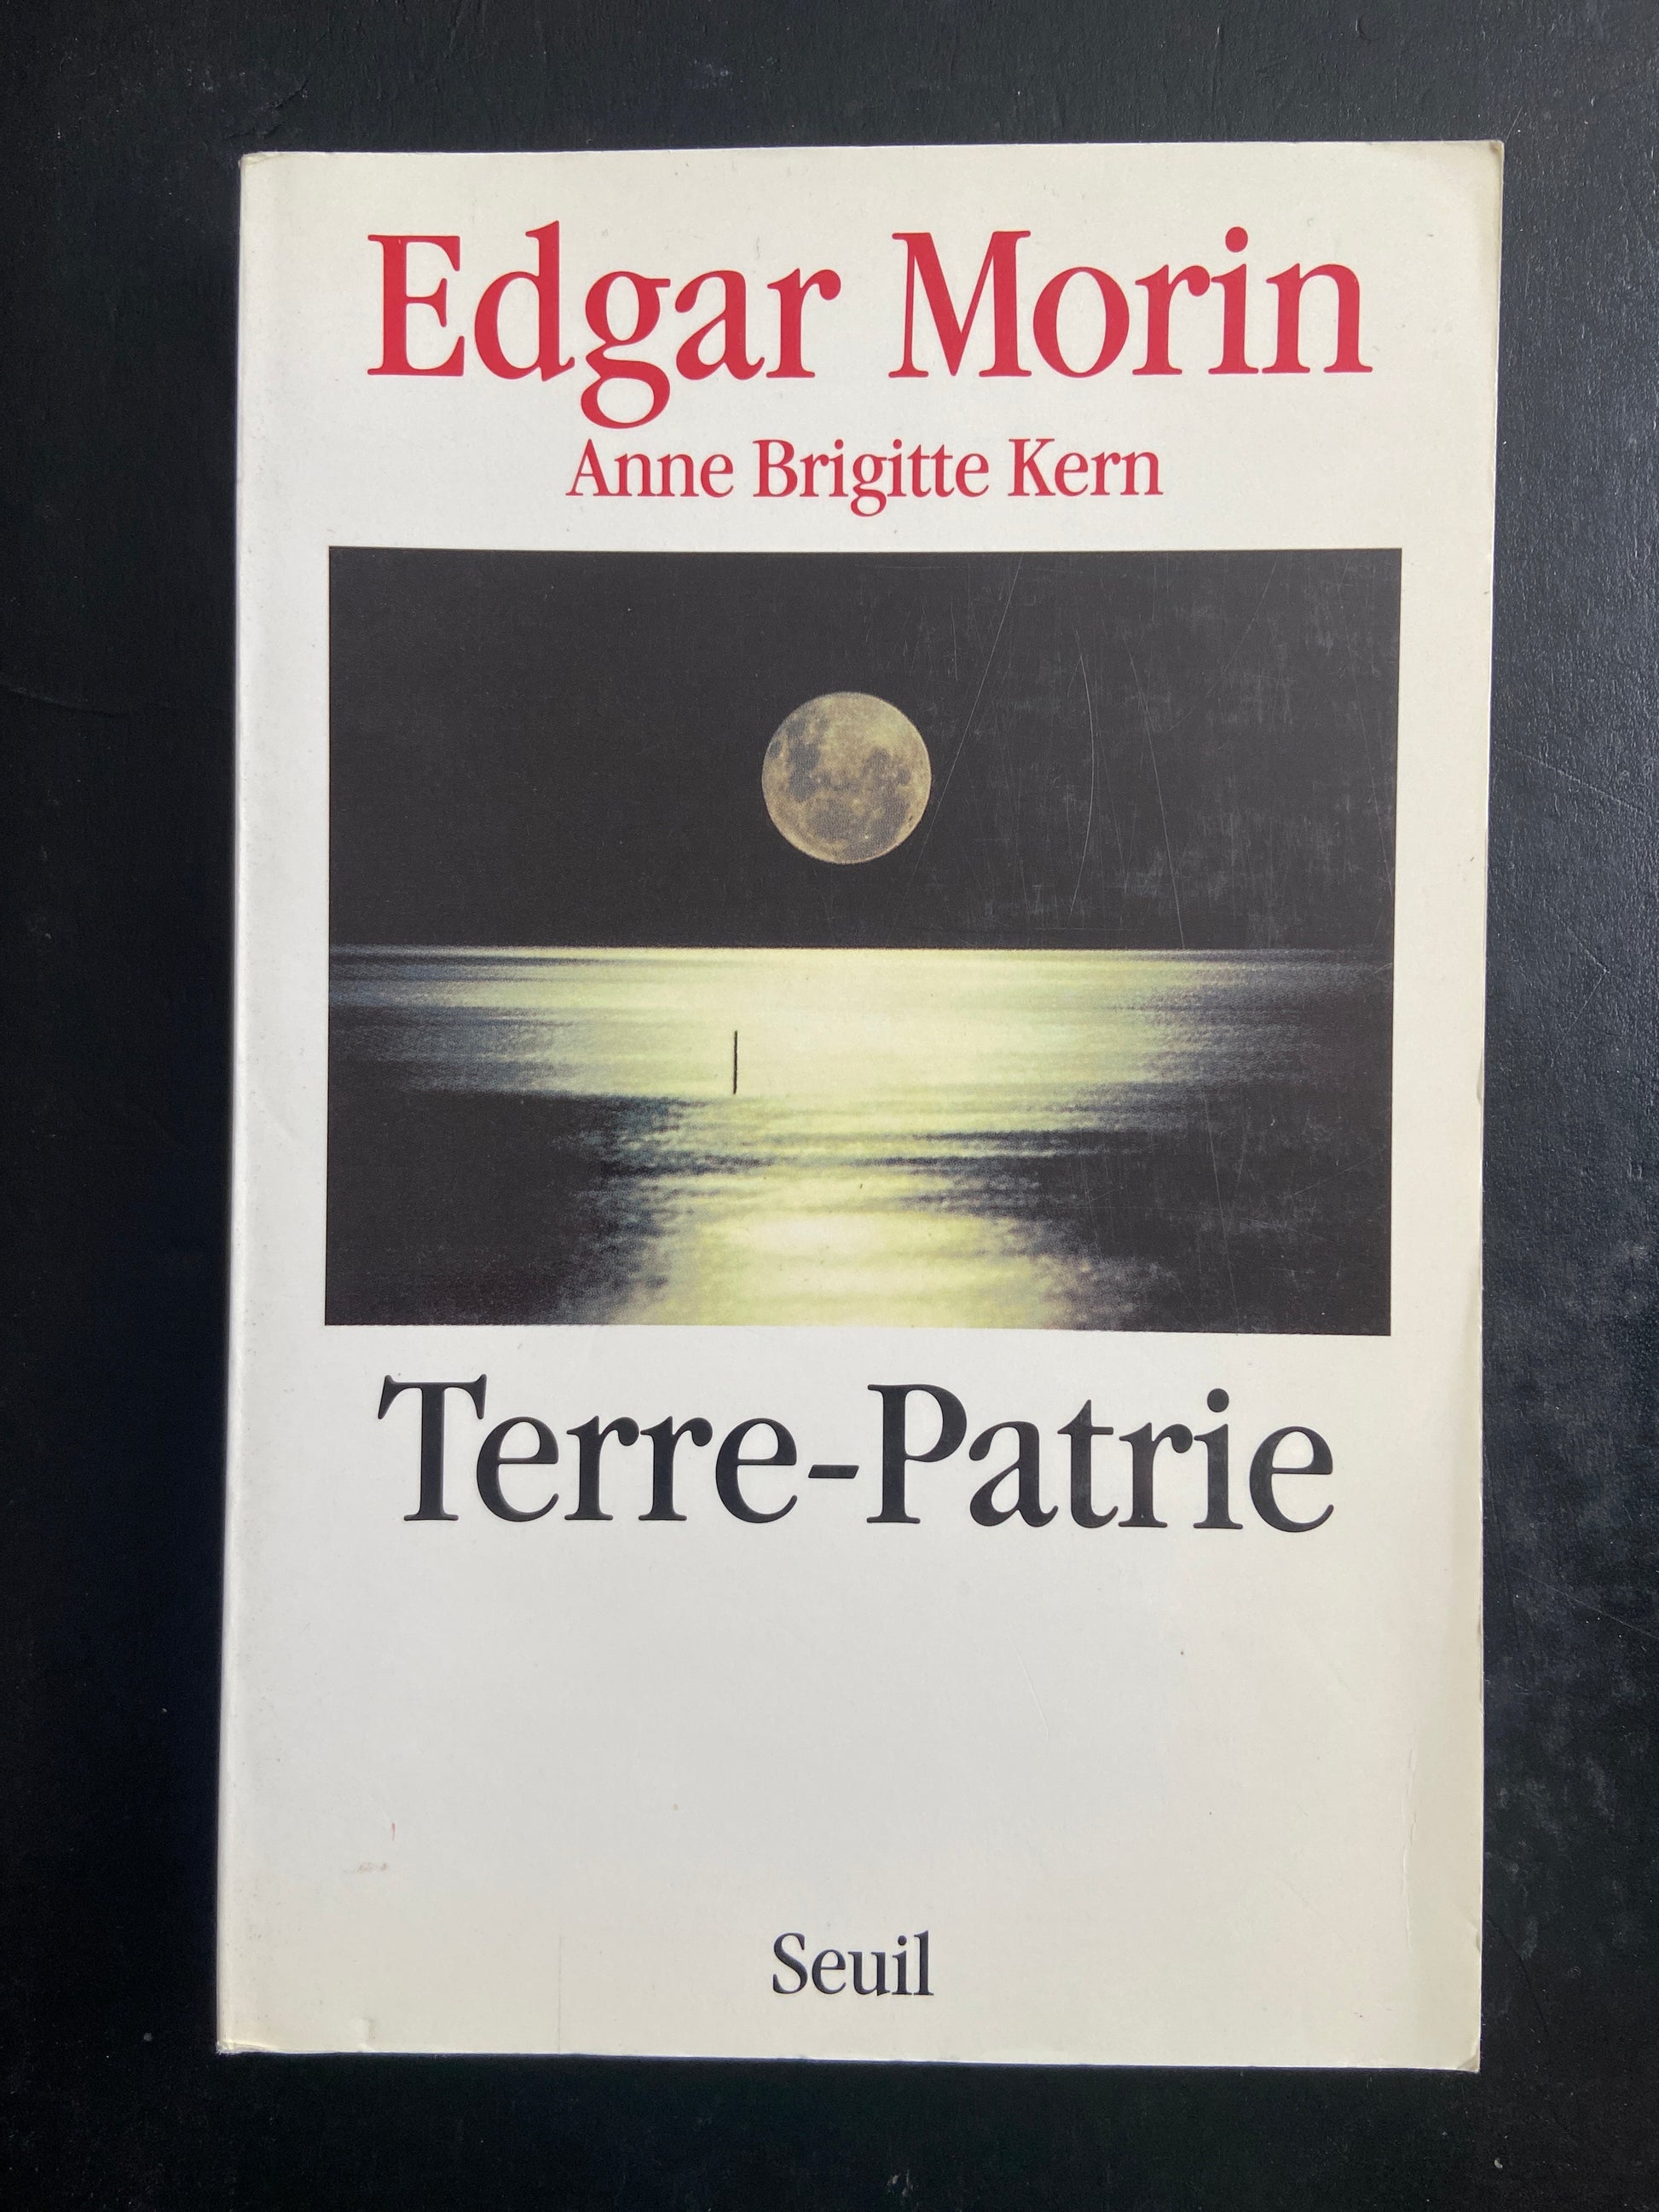 Edgar Morin
Anne Brigitte Kern
Terre-Patrie
Seuil